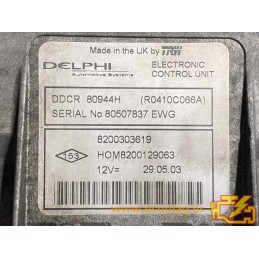 Made in the UK by TRW
DELPHI
Automotive Systems
ELECTRONIC
CONTROL UNIT
DDCR 80944H (R0410C066A)
SERIAL No 80507837 EWG
8200303619
153 HOM8200129063
12V= 29.05.03